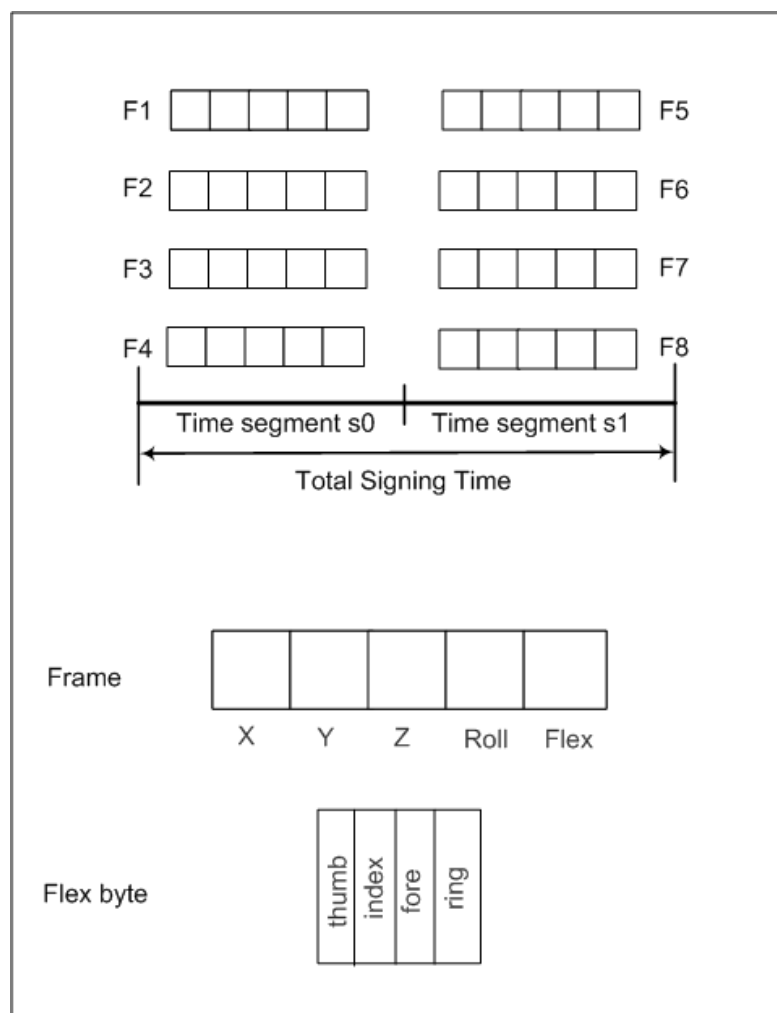 F1 F5
F2 F6
F3 F7
F4 F8
Time segment s0 Time segment s1
Total Signing Time
Frame
X Y Z Roll Flex
Flex byte
thumb
index
fore
ring